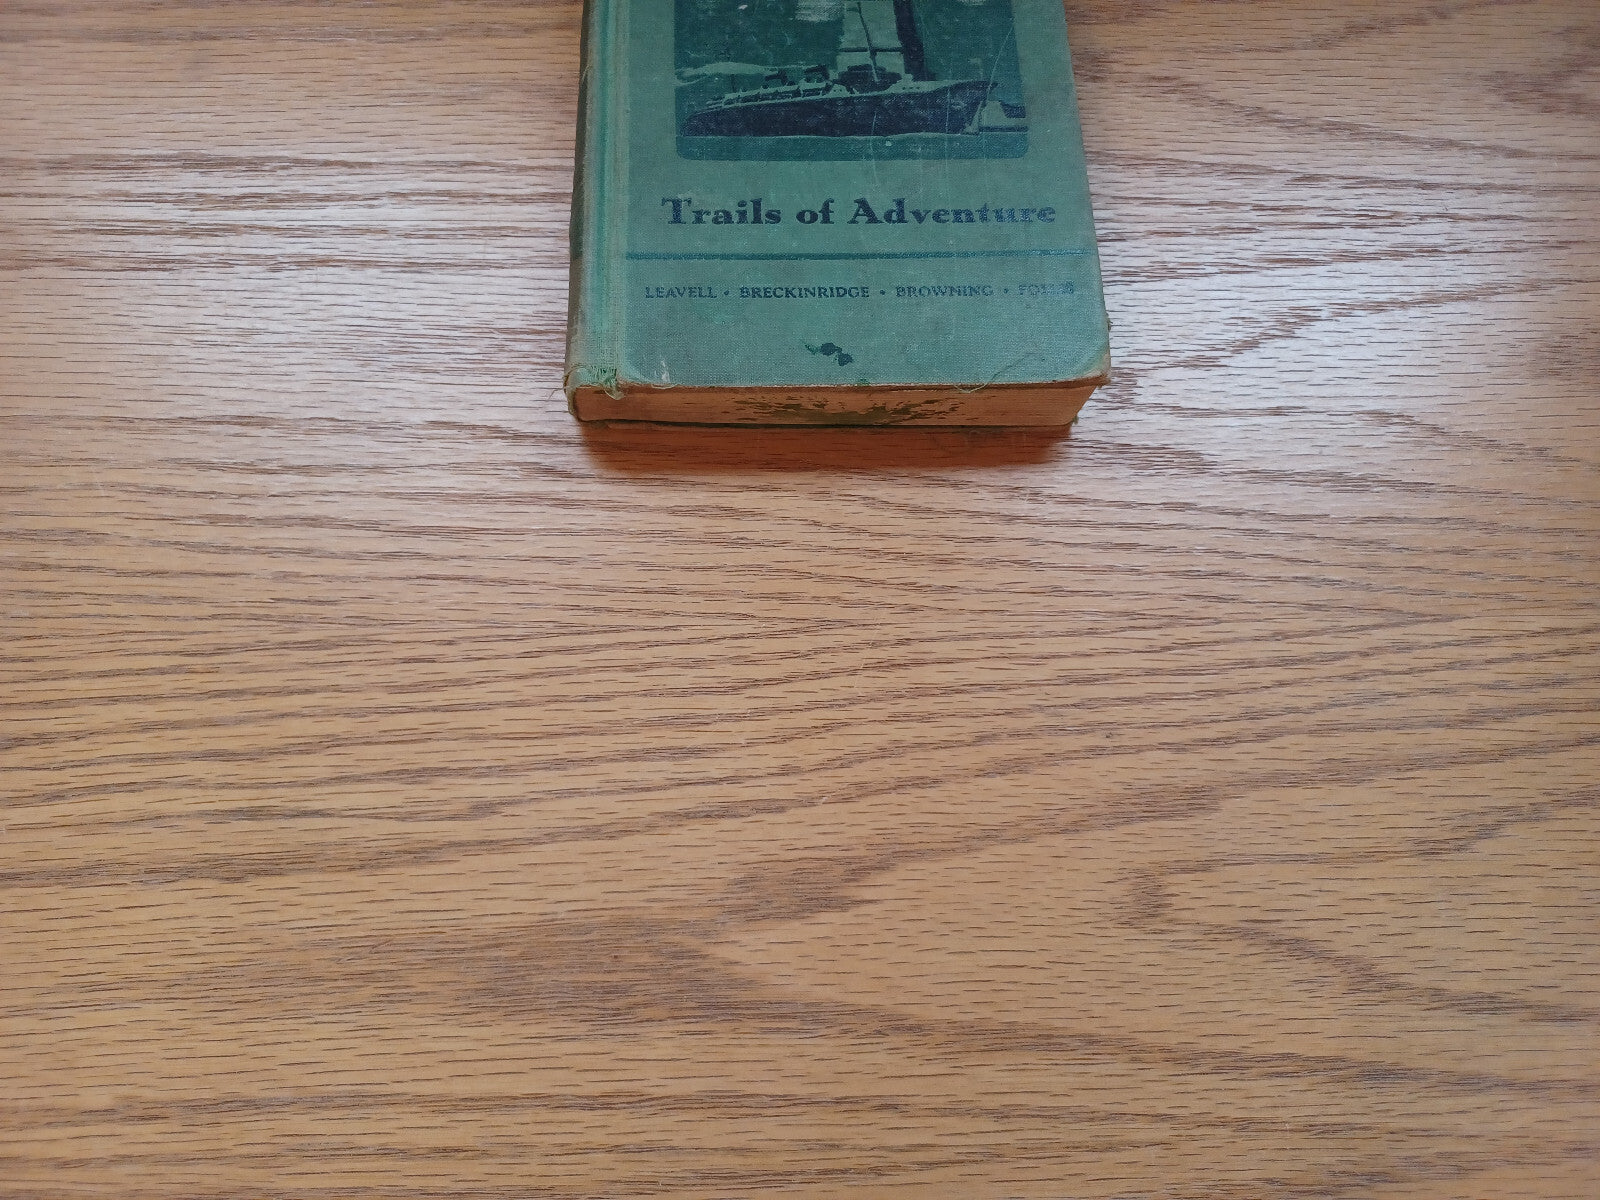 Trails of Adventure
LEAVELL • BRECKINRIDGE • BROWNING •